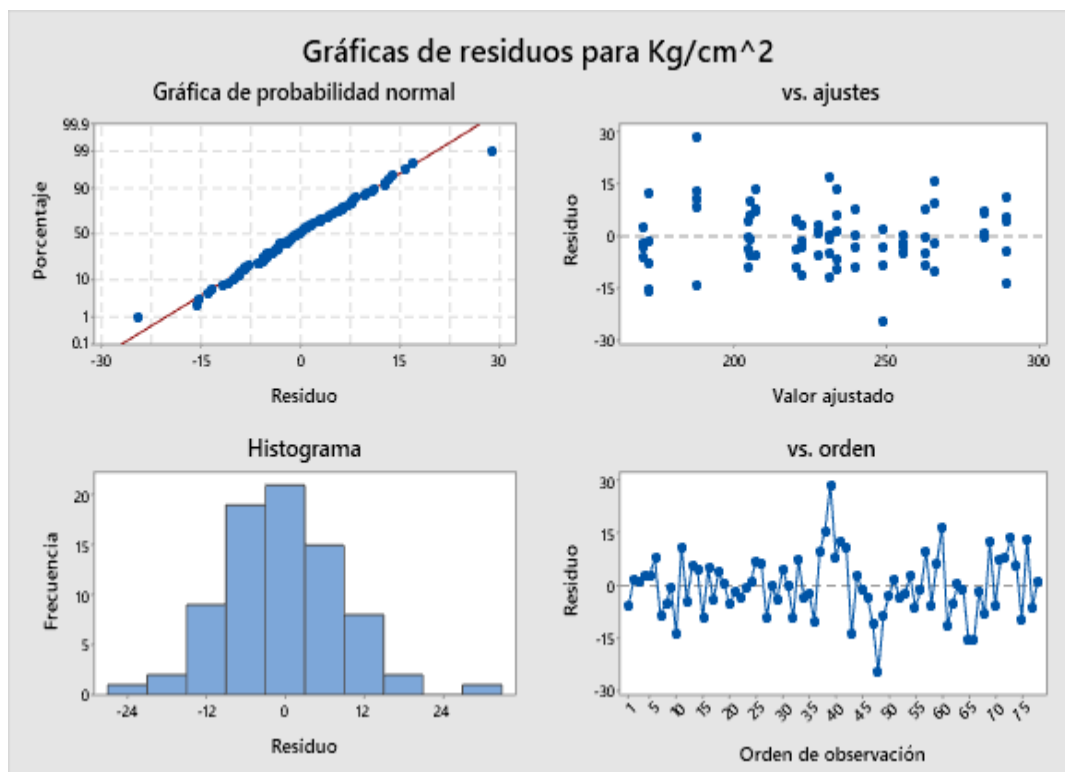 Gráficas de residuos para Kg/cm^2
Gráfica de probabilidad normal
99.9
99
90
50
10
1
0.1
Porcentaje
-30 -15 0 15 30
Residuo
vs. ajustes
30
15
0
-15
-30
Residuo
200 250 300
Valor ajustado
Histograma
20
15
10
5
0
Frecuencia
-24 -12 0 12 24
Residuo
vs. orden
30
15
0
-15
-30
Residuo
1 5 10 15 20 25 30 35 40 45 50 55 60 65 70 75
Orden de observación